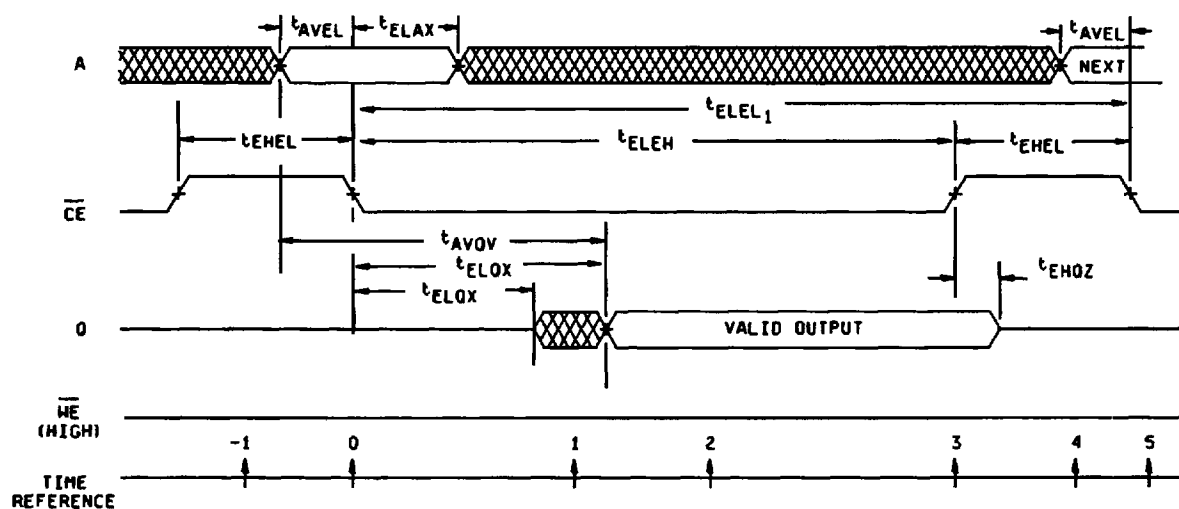 tAVEL tELAX tAVEL
A NEXT
tELEL1
tEHEL tELEH tEHEL
CE
tAVQV
tELQX
tELQX tEHQZ
Q VALID OUTPUT
WE
(HIGH)
-1 0 1 2 3 4 5
TIME
REFERENCE